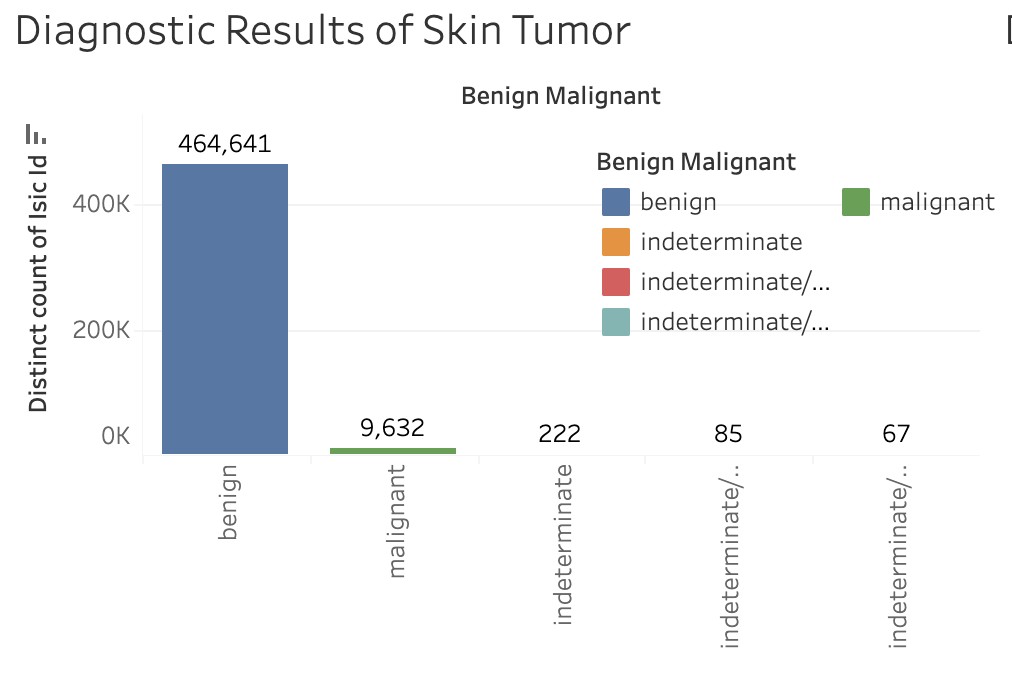 Diagnostic Results of Skin Tumor
Benign Malignant
Distinct count of Isic Id
464,641
9,632
222
85
67
400K
200K
0K
Benign Malignant
benign
malignant
indeterminate
indeterminate/...
indeterminate/...
benign
malignant
indeterminate
indeterminate/..
indeterminate/..